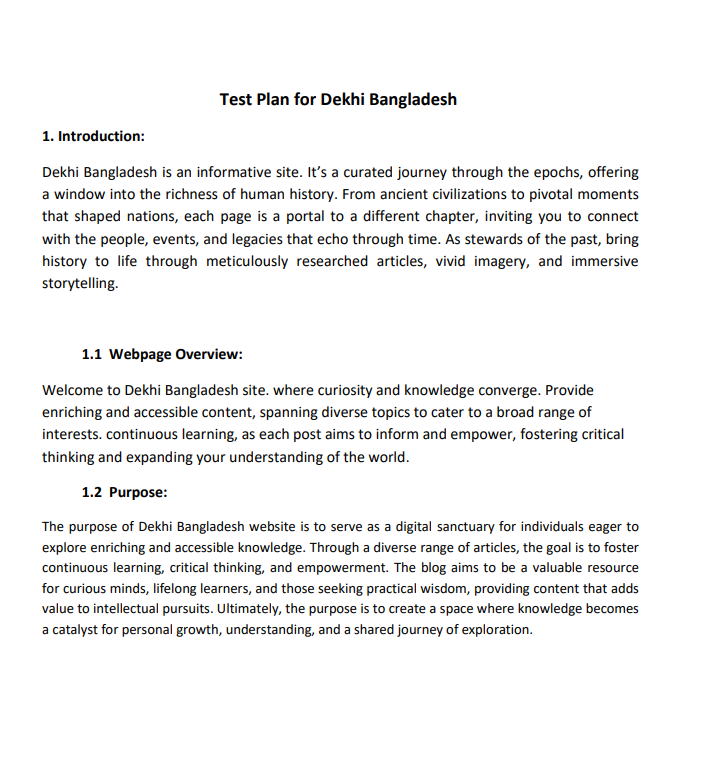 Test Plan for Dekhi Bangladesh
1. Introduction:
Dekhi Bangladesh is an informative site. It's a curated journey through the epochs, offering
a window into the richness of human history. From ancient civilizations to pivotal moments
that shaped nations, each page is a portal to a different chapter, inviting you to connect
with the people, events, and legacies that echo through time. As stewards of the past, bring
history to life through meticulously researched articles, vivid imagery, and immersive
storytelling.
1.1 Webpage Overview:
Welcome to Dekhi Bangladesh site. where curiosity and knowledge converge. Provide
enriching and accessible content, spanning diverse topics to cater to a broad range of
interests. continuous learning, as each post aims to inform and empower, fostering critical
thinking and expanding your understanding of the world.
1.2 Purpose:
The purpose of Dekhi Bangladesh website is to serve as a digital sanctuary for individuals eager to
explore enriching and accessible knowledge. Through a diverse range of articles, the goal is to foster
continuous learning, critical thinking, and empowerment. The blog aims to be a valuable resource
for curious minds, lifelong learners, and those seeking practical wisdom, providing content that adds
value to intellectual pursuits. Ultimately, the purpose is to create a space where knowledge becomes
a catalyst for personal growth, understanding, and a shared journey of exploration.